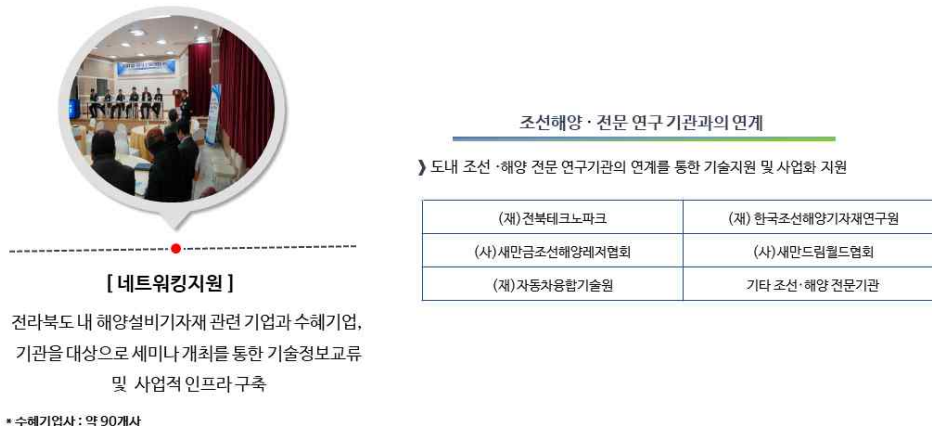 [ 네트워킹지원 ]
전라북도 내 해양설비기자재 관련 기업과 수혜기업,
기관을 대상으로 세미나 개최를 통한 기술정보교류
및 사업적 인프라 구축
* 수혜기업사 : 약 90개사
조선해양 · 전문 연구 기관과의 연계
》도내 조선 ·해양 전문 연구기관의 연계를 통한 기술지원 및 사업화 지원
(재) 전북테크노파크
(재) 한국조선해양기자재연구원
(사)새만금조선해양레저협회
(사)새만드림월드협회
(재)자동차융합기술원
기타 조선·해양 전문기관